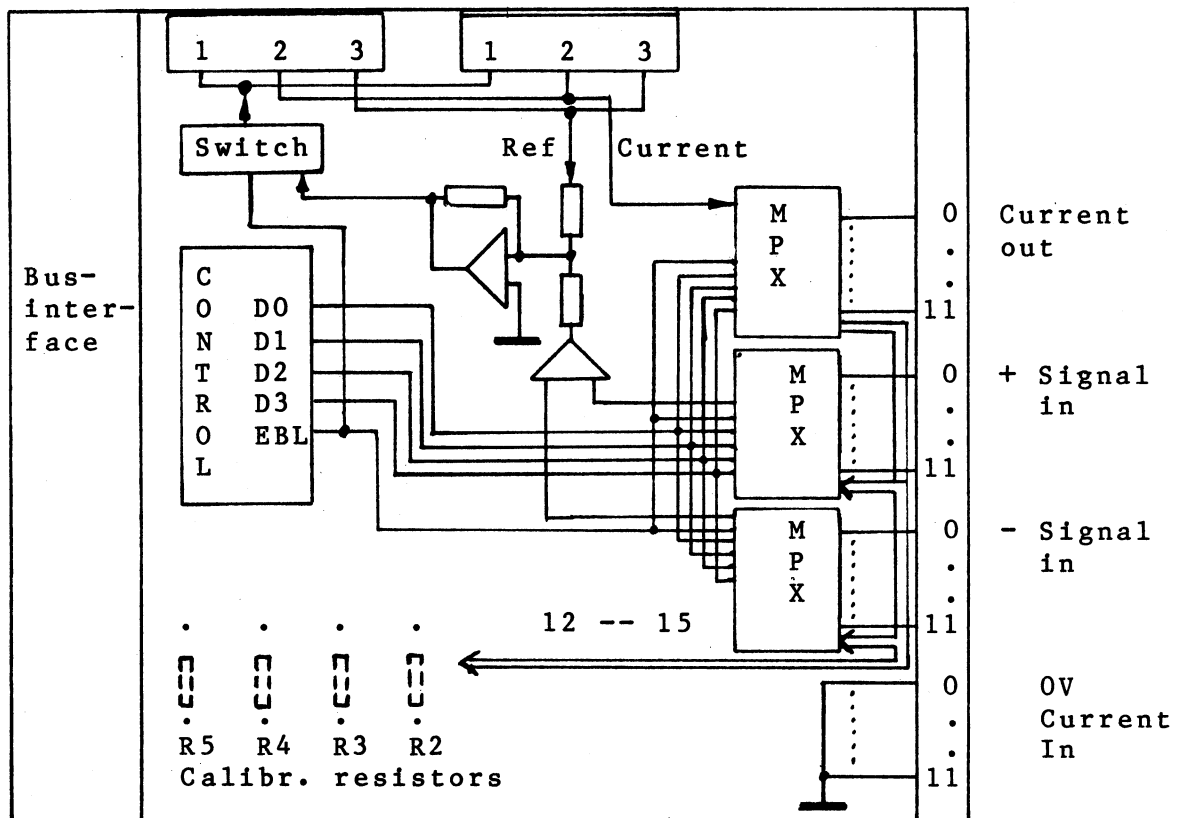 1 2 3
1 2 3
Switch
Ref Current
Bus-
inter-
face
C
O
N
T
R
O
L
D0
D1
D2
D3
EBL
M
P
X
0
.
.
11
Current
out
M
P
X
0
.
.
11
+ Signal
in
M
P
X
0
.
.
11
- Signal
in
12 -- 15
0
.
.
11
0V
Current
In
R5 R4 R3 R2
Calibr. resistors